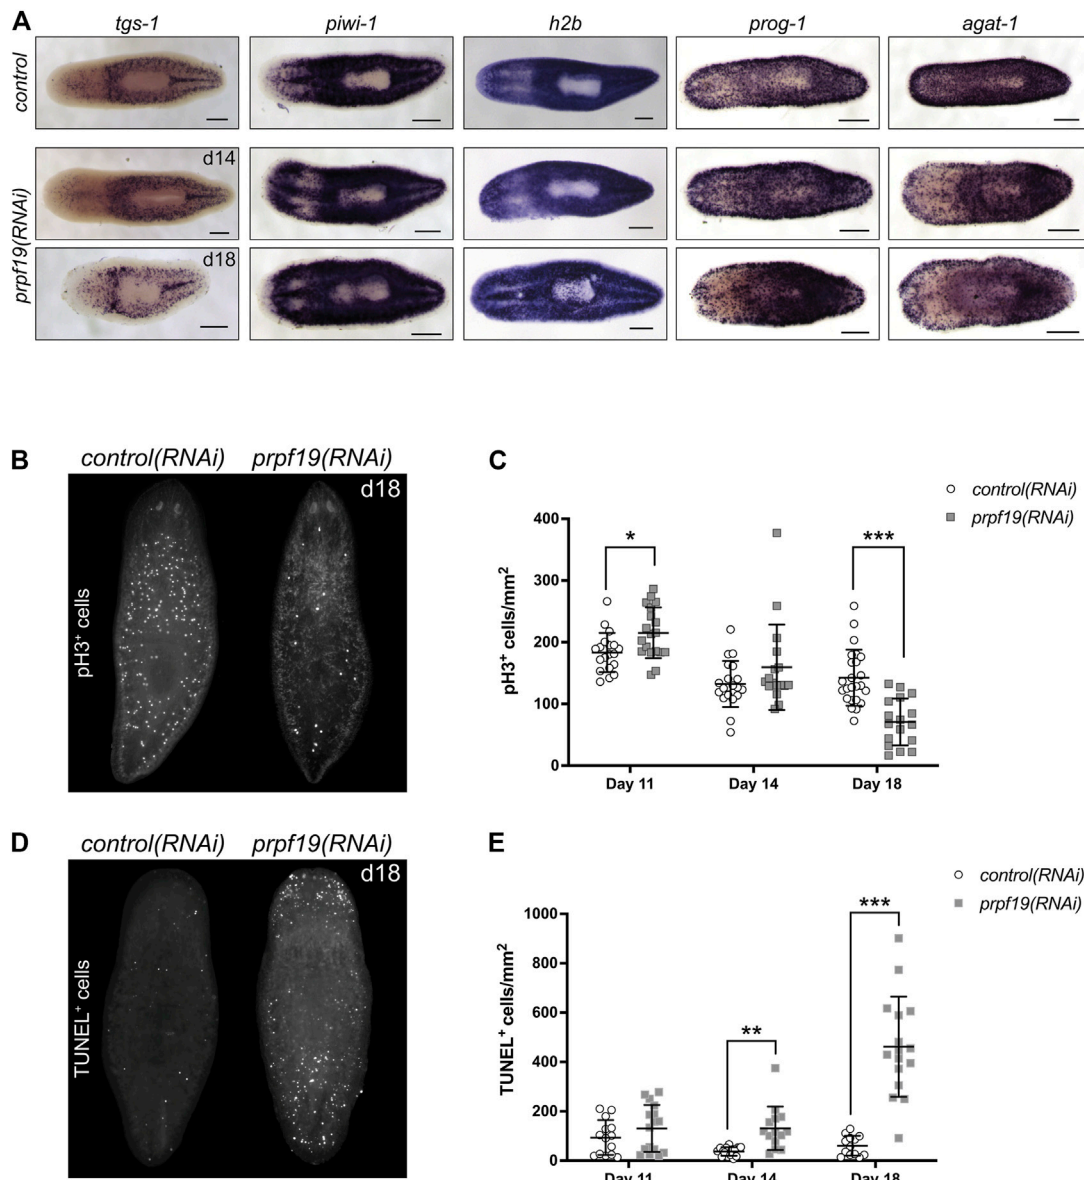 A
tgs-1 piwi-1 h2b prog-1 agat-1
control
prpf19(RNAi)
d14
d18
B
control(RNAi) prpf19(RNAi)
d18
pH3+ cells
C
control(RNAi)
prpf19(RNAi)
pH3+ cells/mm2
400
300
200
100
0
* ***
Day 11 Day 14 Day 18
D
control(RNAi) prpf19(RNAi)
d18
TUNEL+ cells
E
control(RNAi)
prpf19(RNAi)
TUNEL+ cells/mm2
1000
800
600
400
200
0
** ***
Day 11 Day 14 Day 18